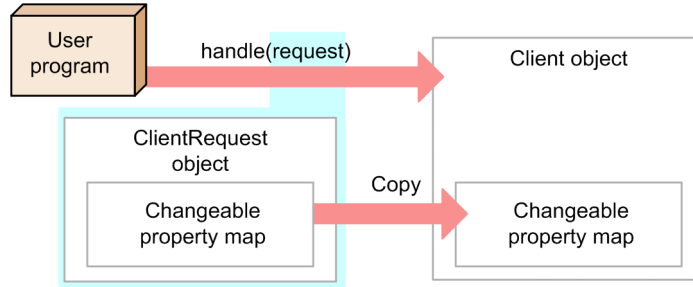 User
program
handle(request)
Client object
ClientRequest
object
Copy
Changeable
property map
Changeable
property map